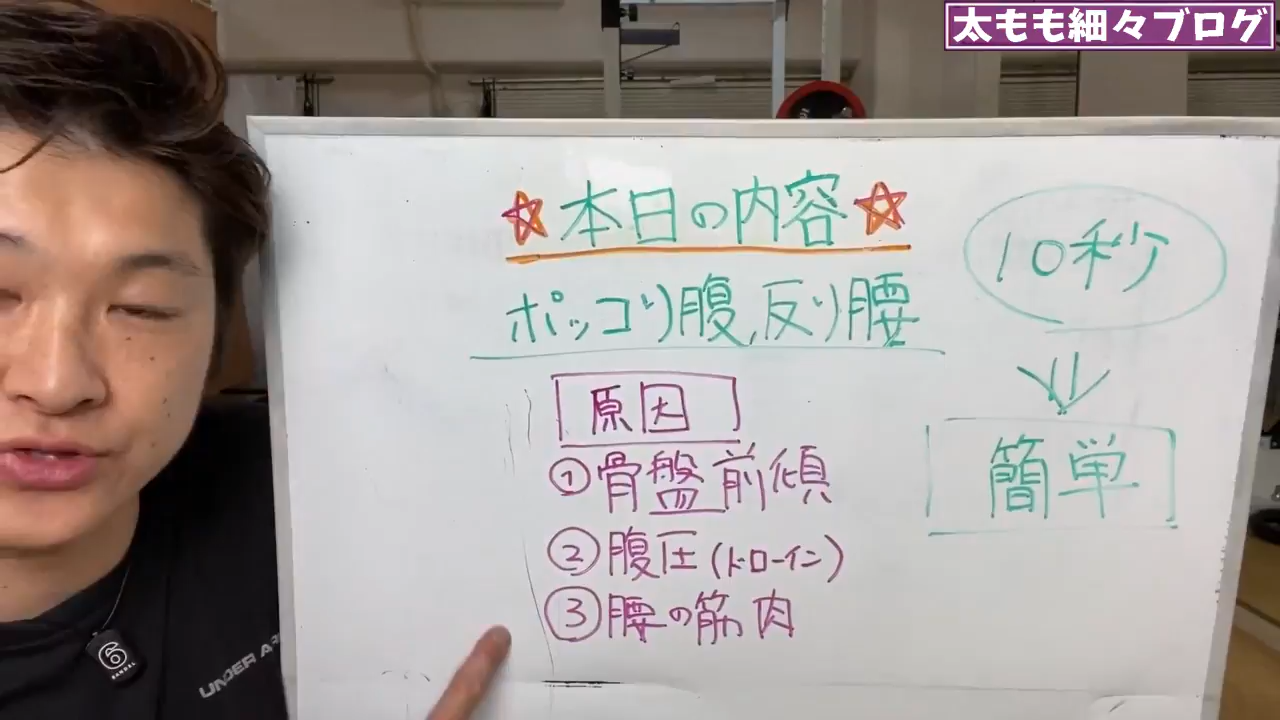 太もも細々ブログ
☆本日の内容☆
ポッコリ腹、反り腰
原因
①骨盤前傾
②腹圧(ドローイン)
③腰の筋肉
10秒
簡単
6
UNDER AR